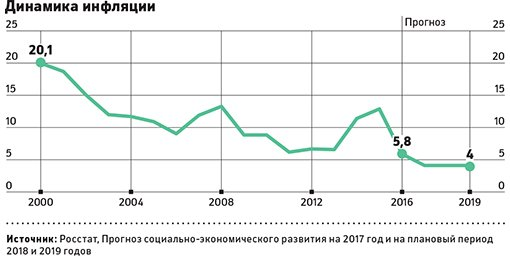 Динамика инфляции
Прогноз
25 25
20,1
20 20
15 15
10 10
5,8
5 4 5
0 0
2000 2004 2008 2012 2016 2019
Источник: Росстат, Прогноз социально-экономического развития на 2017 год и на плановый период
2018 и 2019 годов